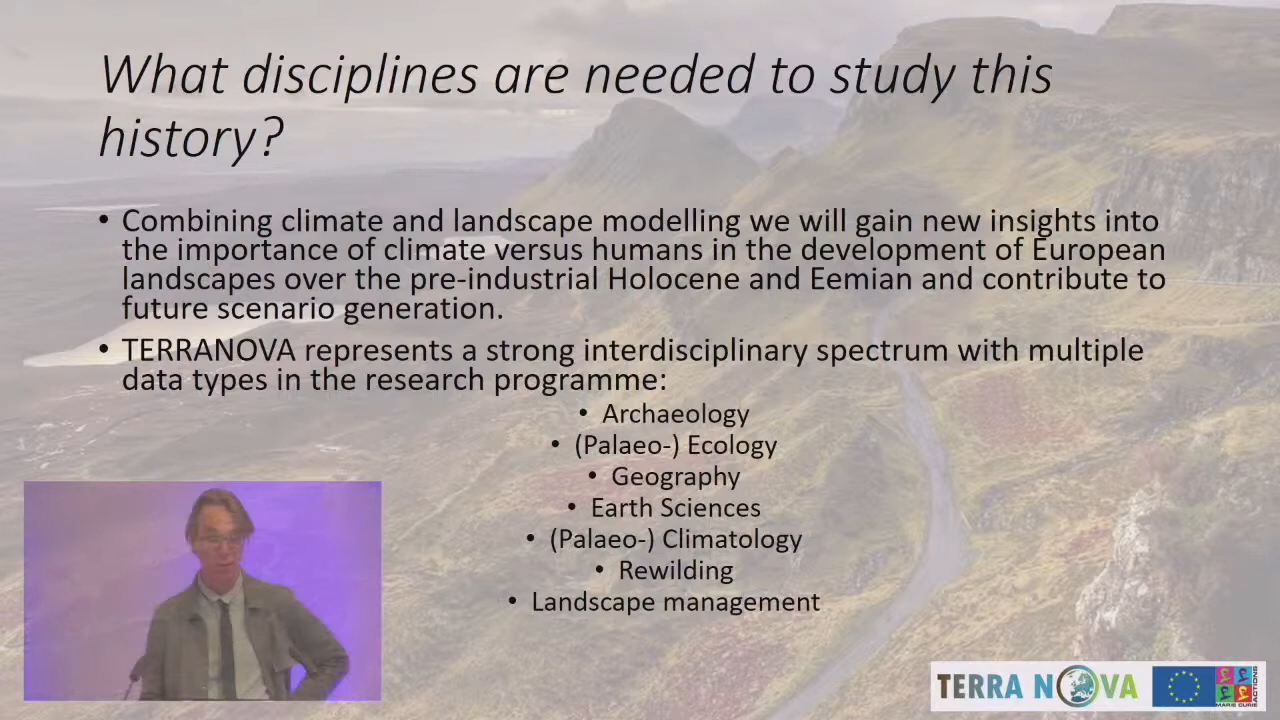 What disciplines are needed to study this
history?
• Combining climate and landscape modelling we will gain new insights into
the importance of climate versus humans in the development of European
landscapes over the pre-industrial Holocene and Eemian and contribute to
future scenario generation.
• TERRANOVA represents a strong interdisciplinary spectrum with multiple
data types in the research programme:
• Archaeology
• (Palaeo-) Ecology
• Geography
• Earth Sciences
• (Palaeo-) Climatology
• Rewilding
• Landscape management
TERRA NOVA
MARIE CURIE
ACTIONS